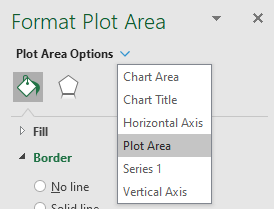 Format Plot Area
Plot Area Options
Chart Area
Chart Title
Horizontal Axis
Plot Area
Series 1
Vertical Axis
Fill
Border
No line
Solid line